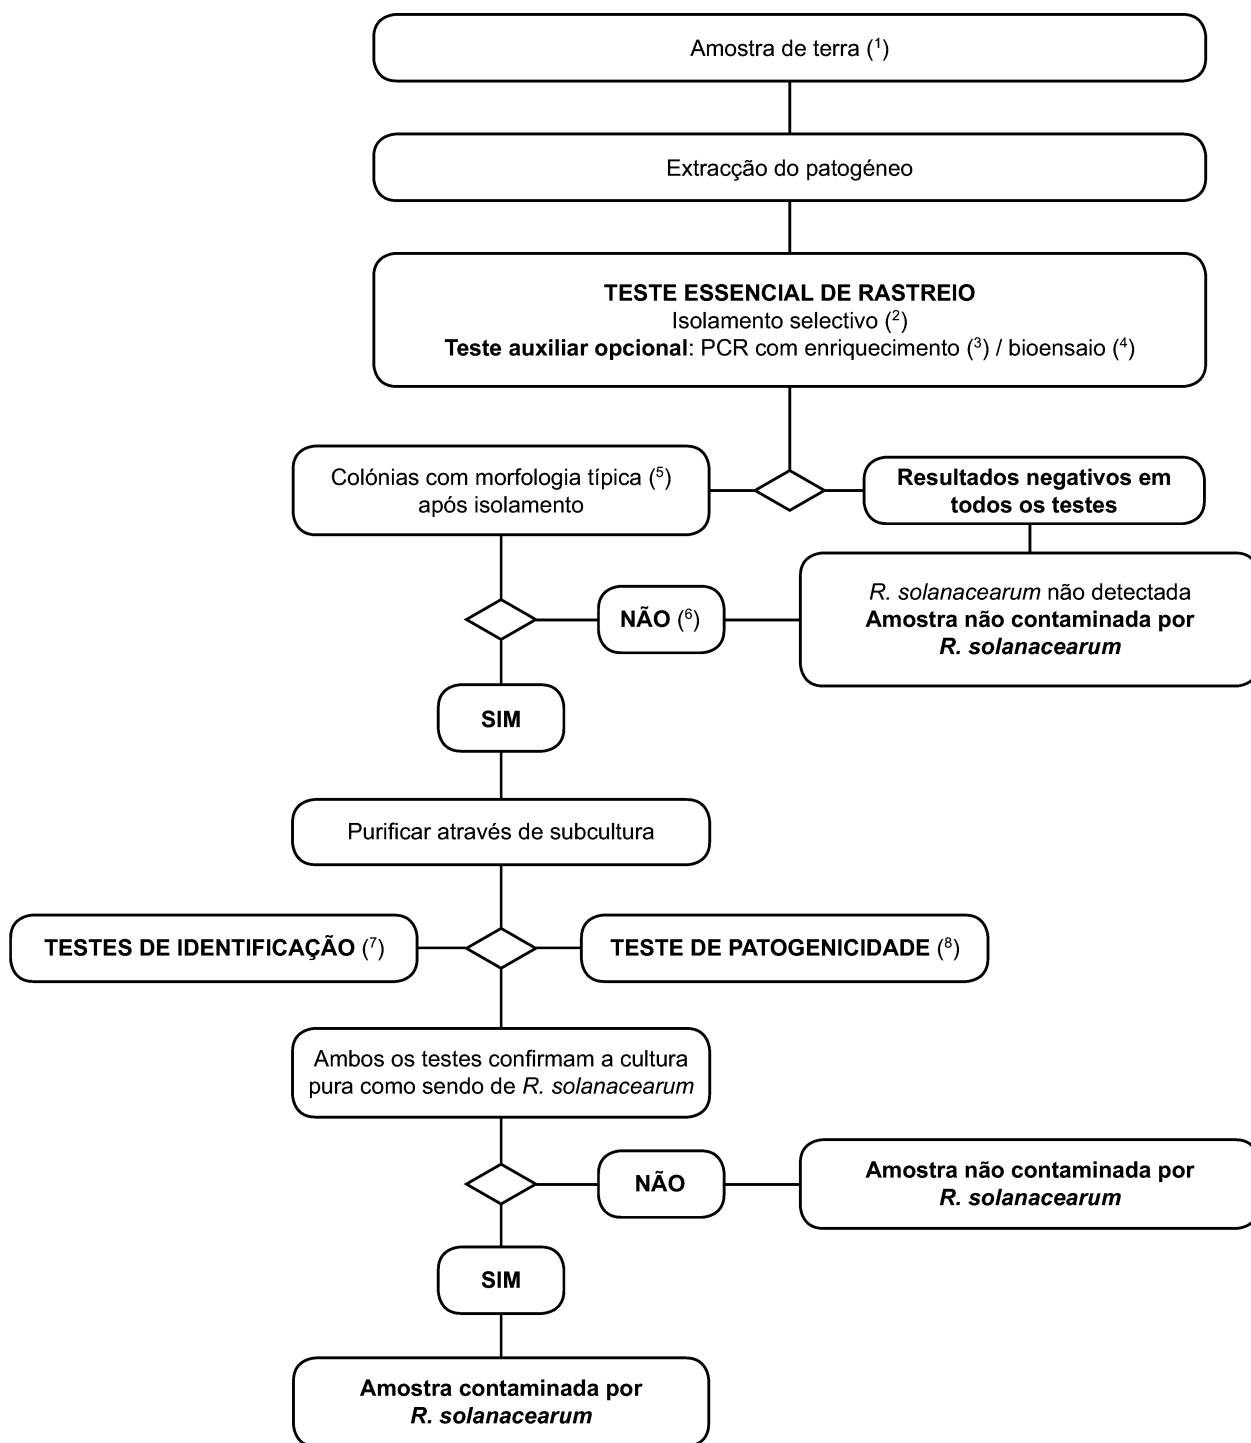 Amostra de terra (¹)
Extracção do patogéneo
TESTE ESSENCIAL DE RASTREIO
Isolamento selectivo (²)
Teste auxiliar opcional: PCR com enriquecimento (³) / bioensaio (⁴)
Colónias com morfologia típica (⁵)
após isolamento
Resultados negativos em
todos os testes
NÃO (⁶)
R. solanacearum não detectada
Amostra não contaminada por
R. solanacearum
SIM
Purificar através de subcultura
TESTES DE IDENTIFICAÇÃO (⁷)
TESTE DE PATOGENICIDADE (⁸)
Ambos os testes confirmam a cultura
pura como sendo de R. solanacearum
NÃO
Amostra não contaminada por
R. solanacearum
SIM
Amostra contaminada por
R. solanacearum